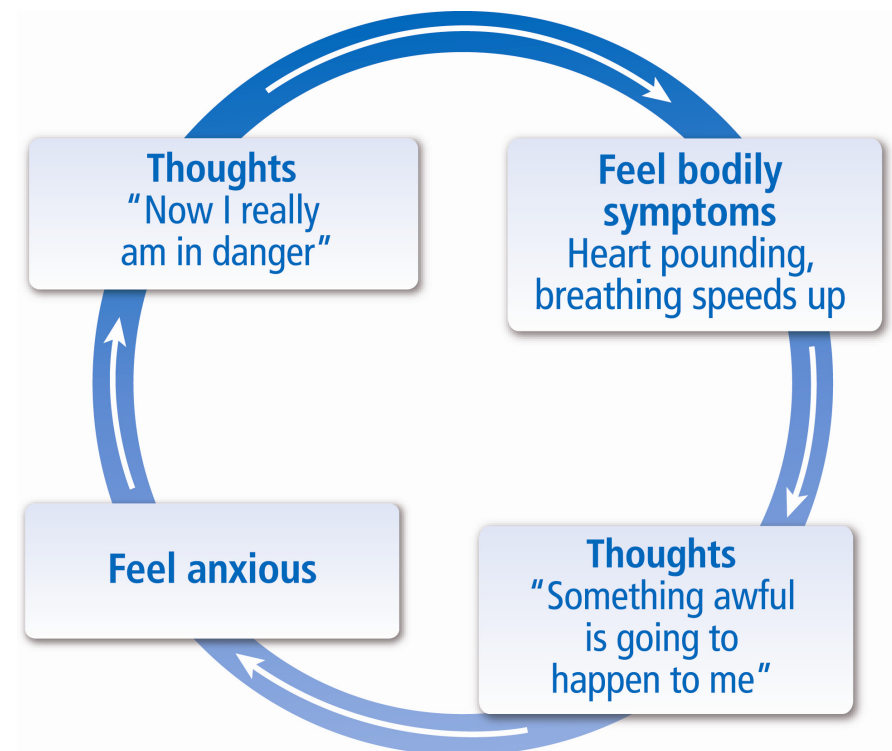 Thoughts
“Now I really
am in danger”
Feel bodily
symptoms
Heart pounding,
breathing speeds up
Feel anxious
Thoughts
“Something awful
is going to
happen to me”